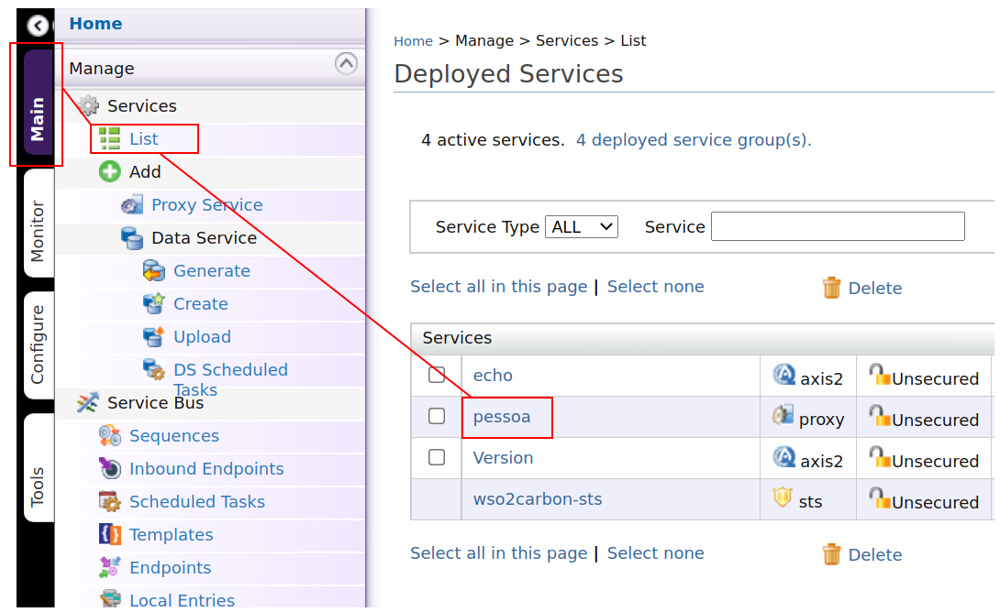 Home
Main
Manage
Services
List
Add
Proxy Service
Data Service
Generate
Create
Upload
DS Scheduled
Tasks
Service Bus
Sequences
Inbound Endpoints
Scheduled Tasks
Templates
Endpoints
Local Entries
Monitor
Configure
Tools
Home > Manage > Services > List
Deployed Services
4 active services. 4 deployed service group(s).
Service Type ALL Service
Select all in this page | Select none Delete
Services
echo axis2 Unsecured
pessoa proxy Unsecured
Version axis2 Unsecured
wso2carbon-sts sts Unsecured
Select all in this page | Select none Delete